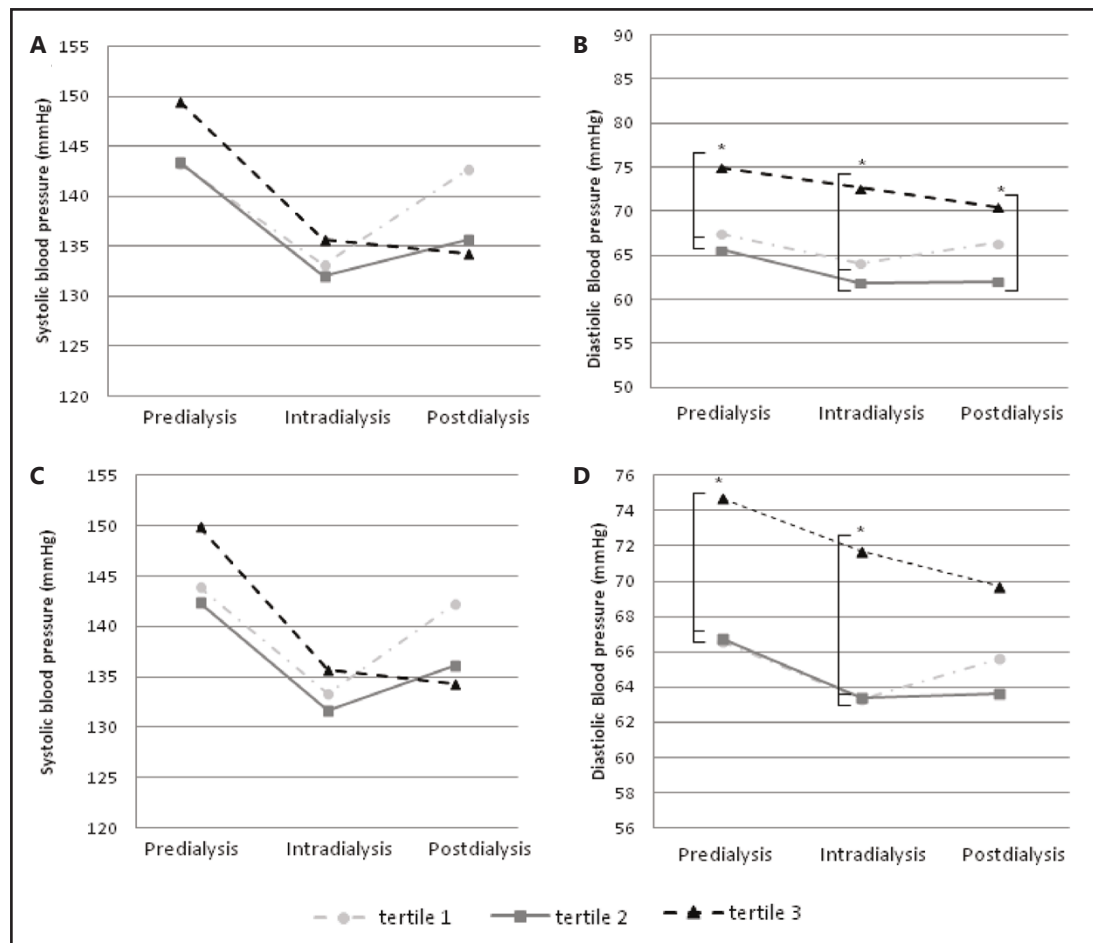 A
Systolic blood pressure (mmHg)
155
150
145
140
135
130
125
120
Predialysis Intradialysis Postdialysis
B
Diastolic Blood pressure (mmHg)
90
85
80
75
70
65
60
55
50
* * *
Predialysis Intradialysis Postdialysis
C
Systolic blood pressure (mmHg)
155
150
145
140
135
130
125
120
Predialysis Intradialysis Postdialysis
D
Diastiolic Blood pressure (mmHg)
76
74
72
70
68
66
64
62
60
58
56
* *
Predialysis Intradialysis Postdialysis
tertile 1 tertile 2 tertile 3